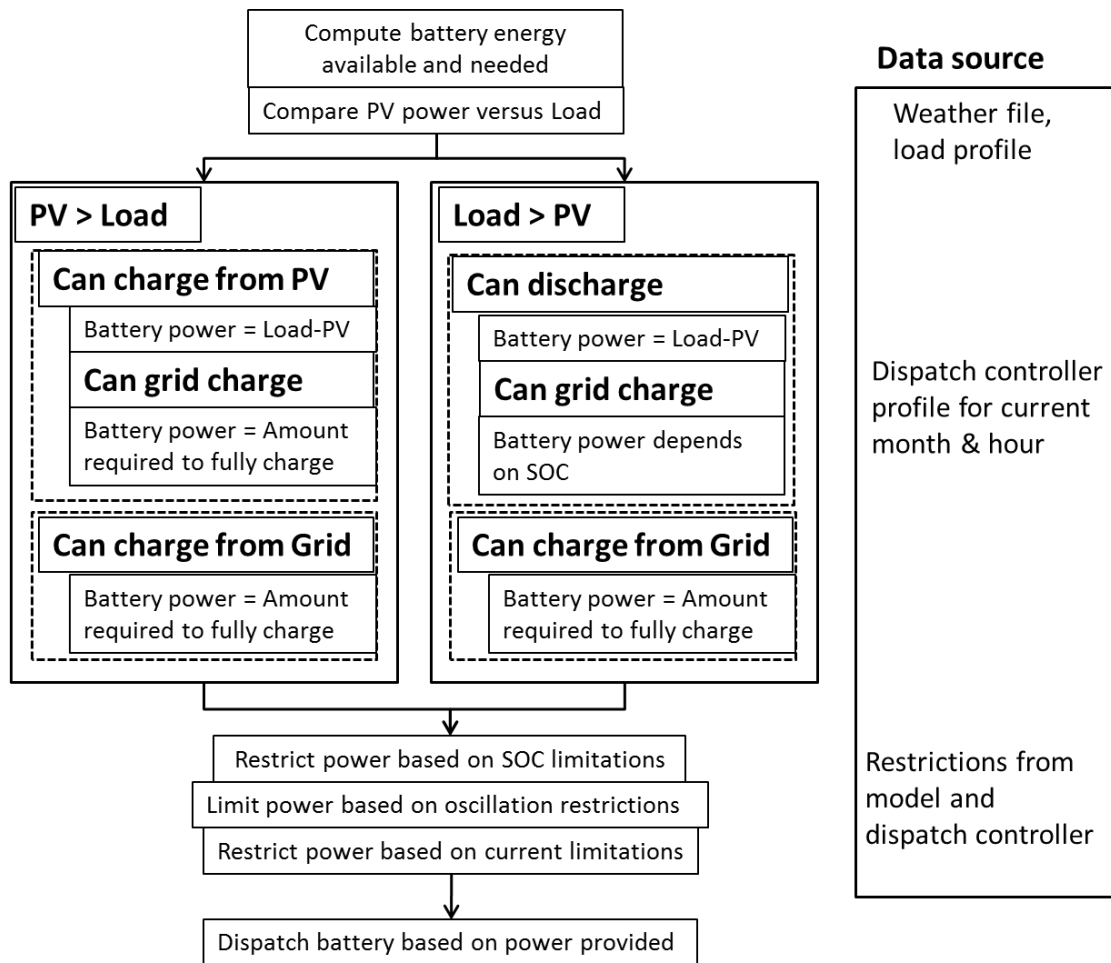 Compute battery energy
available and needed
Compare PV power versus Load
PV > Load
Can charge from PV
Battery power = Load-PV
Can grid charge
Battery power = Amount
required to fully charge
Can charge from Grid
Battery power = Amount
required to fully charge
Load > PV
Can discharge
Battery power = Load-PV
Can grid charge
Battery power depends
on SOC
Can charge from Grid
Battery power = Amount
required to fully charge
Restrict power based on SOC limitations
Limit power based on oscillation restrictions
Restrict power based on current limitations
Dispatch battery based on power provided
Data source
Weather file,
load profile
Dispatch controller
profile for current
month & hour
Restrictions from
model and
dispatch controller